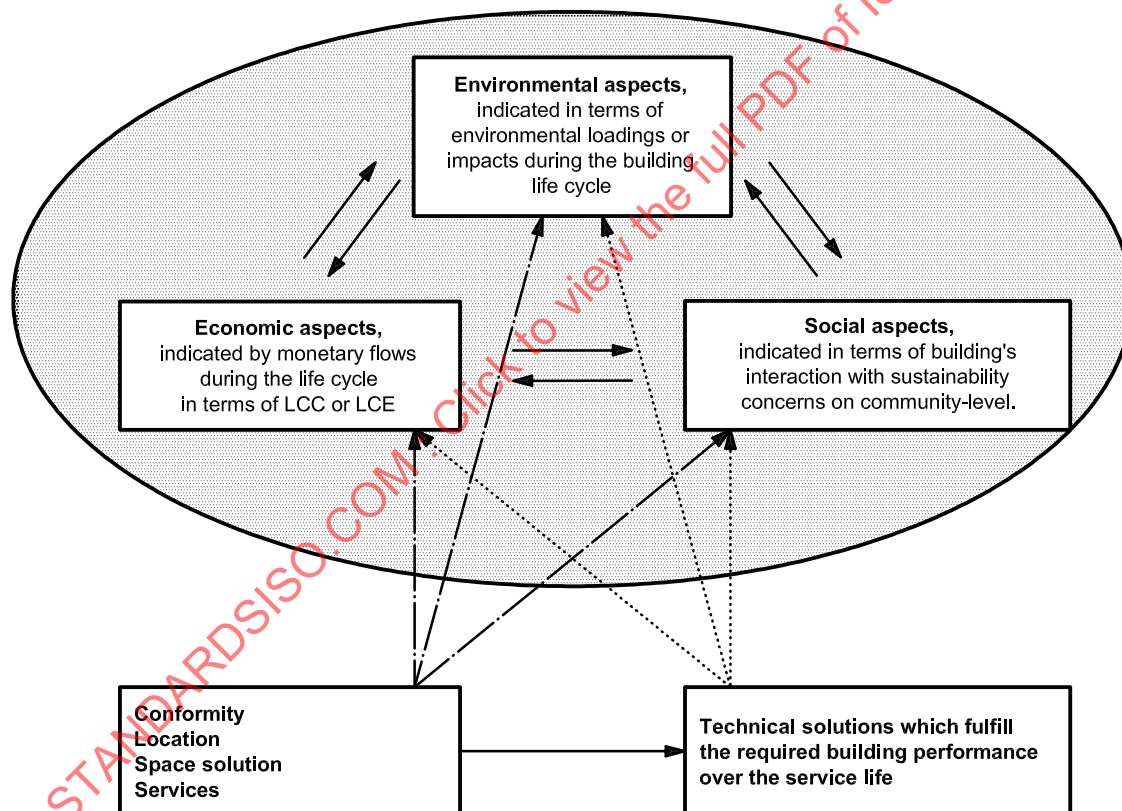 Environmental aspects,
indicated in terms of
environmental loadings or
impacts during the building
life cycle
Economic aspects,
indicated by monetary flows
during the life cycle
in terms of LCC or LCE
Social aspects,
indicated in terms of building's
interaction with sustainability
concerns on community-level.
Conformity
Location
Space solution
Services
Technical solutions which fulfill
the required building performance
over the service life
STANDARDSISO.COM : Click to view the full PDF of